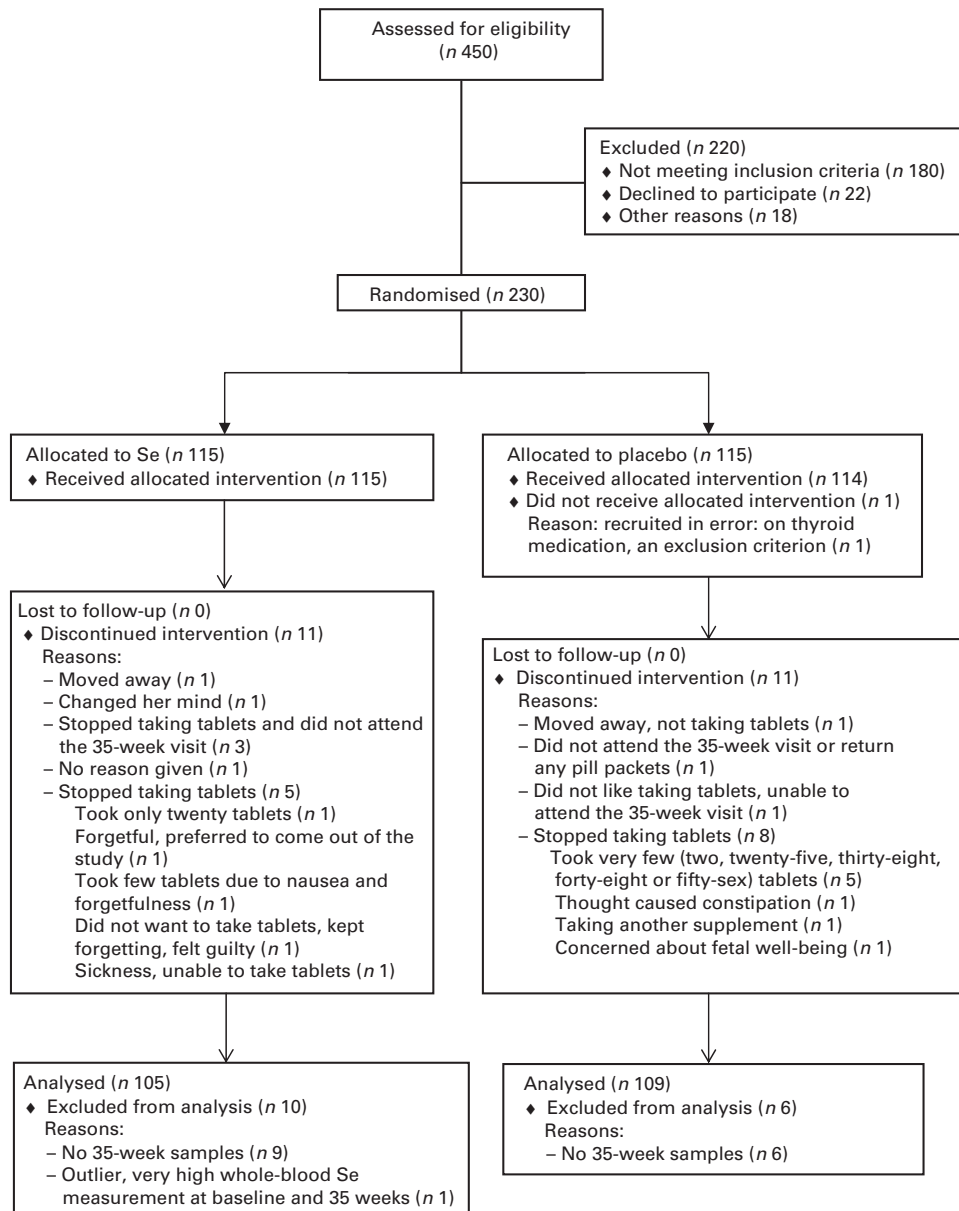 Assessed for eligibility
(n 450)
Excluded (n 220)
♦ Not meeting inclusion criteria (n 180)
♦ Declined to participate (n 22)
♦ Other reasons (n 18)
Randomised (n 230)
Allocated to Se (n 115)
♦ Received allocated intervention (n 115)
Allocated to placebo (n 115)
♦ Received allocated intervention (n 114)
♦ Did not receive allocated intervention (n 1)
Reason: recruited in error: on thyroid
medication, an exclusion criterion (n 1)
Lost to follow-up (n 0)
♦ Discontinued intervention (n 11)
Reasons:
– Moved away (n 1)
– Changed her mind (n 1)
– Stopped taking tablets and did not attend
the 35-week visit (n 3)
– No reason given (n 1)
– Stopped taking tablets (n 5)
Took only twenty tablets (n 1)
Forgetful, preferred to come out of the
study (n 1)
Took few tablets due to nausea and
forgetfulness (n 1)
Did not want to take tablets, kept
forgetting, felt guilty (n 1)
Sickness, unable to take tablets (n 1)
Lost to follow-up (n 0)
♦ Discontinued intervention (n 11)
Reasons:
– Moved away, not taking tablets (n 1)
– Did not attend the 35-week visit or return
any pill packets (n 1)
– Did not like taking tablets, unable to
attend the 35-week visit (n 1)
– Stopped taking tablets (n 8)
Took very few (two, twenty-five, thirty-eight,
forty-eight or fifty-sex) tablets (n 5)
Thought caused constipation (n 1)
Taking another supplement (n 1)
Concerned about fetal well-being (n 1)
Analysed (n 105)
♦ Excluded from analysis (n 10)
Reasons:
– No 35-week samples (n 9)
– Outlier, very high whole-blood Se
measurement at baseline and 35 weeks (n 1)
Analysed (n 109)
♦ Excluded from analysis (n 6)
Reasons:
– No 35-week samples (n 6)